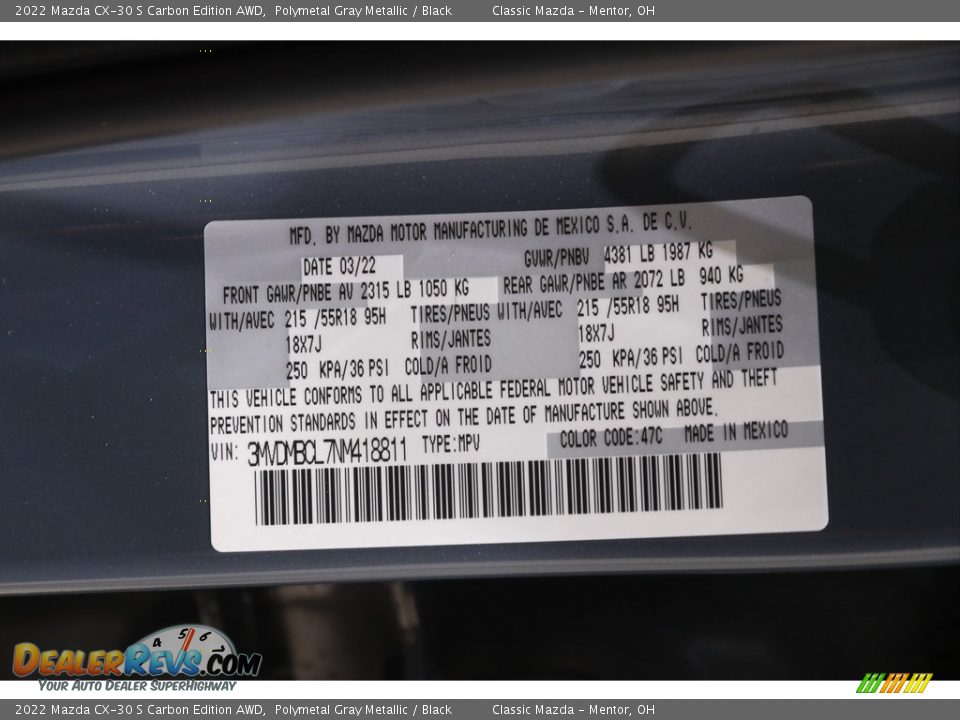 2022 Mazda CX-30 S Carbon Edition AWD,  Polymetal Gray Metallic / Black        Classic Mazda - Mentor, OH
MFD. BY MAZDA MOTOR MANUFACTURING DE MEXICO S.A. DE C.V.
DATE 03/22        GVWR/PNBV  4381 LB 1987 KG
FRONT GAWR/PNBE AV 2315 LB 1050 KG    REAR GAWR/PNBE AR 2072 LB  940 KG
WITH/AVEC 215 /55R18 95H   TIRES/PNEUS WITH/AVEC  215 /55R18 95H   TIRES/PNEUS
18X7J        RIMS/JANTES        18X7J        RIMS/JANTES
250 KPA/36 PSI  COLD/A FROID        250 KPA/36 PSI  COLD/A FROID
THIS VEHICLE CONFORMS TO ALL APPLICABLE FEDERAL MOTOR VEHICLE SAFETY AND THEFT
PREVENTION STANDARDS IN EFFECT ON THE DATE OF MANUFACTURE SHOWN ABOVE.
VIN: 3MVDMBCL7NM418811  TYPE:MPV        COLOR CODE:47C   MADE IN MEXICO
4 5 6
DEALERREVS.COM
YOUR AUTO DEALER SUPERHIGHWAY
2022 Mazda CX-30 S Carbon Edition AWD,  Polymetal Gray Metallic / Black        Classic Mazda - Mentor, OH